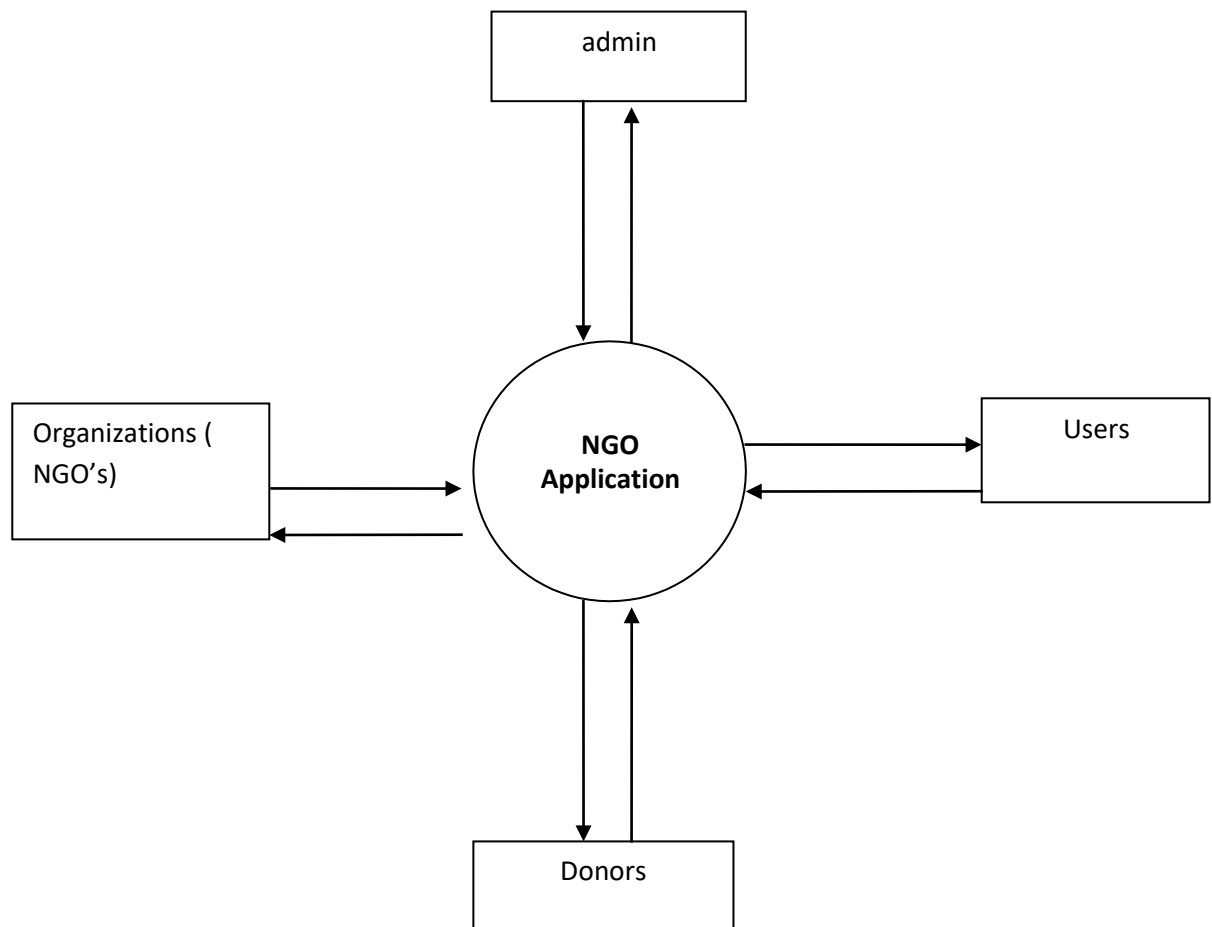 admin
Organizations (
NGO’s)
NGO
Application
Users
Donors